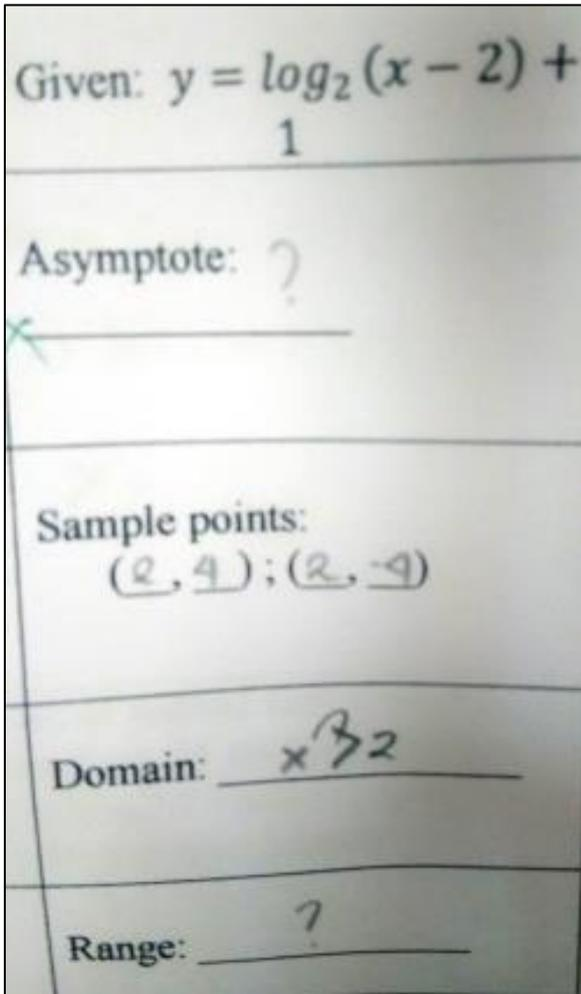 Given: y = log₂ (x − 2) +
1
Asymptote: ?
Sample points:
(2, 4) ; (2, -4)
Domain: x 2
Range: ?